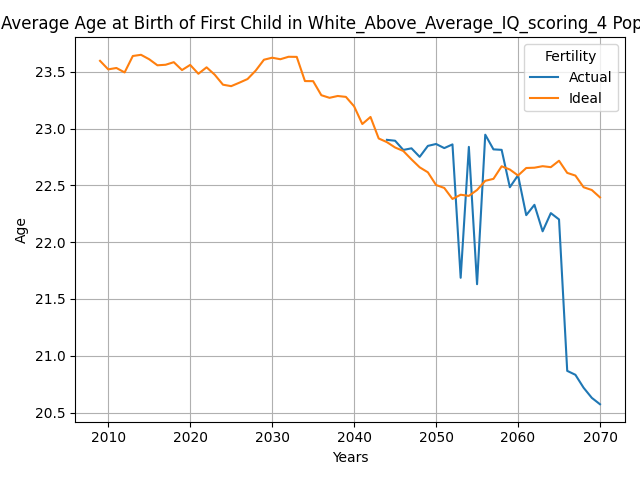 Average Age at Birth of First Child in White_Above_Average_IQ_scoring_4 Pop
Fertility
Actual
Ideal
Age
23.5
23.0
22.5
22.0
21.5
21.0
20.5
2010 2020 2030 2040 2050 2060 2070
Years